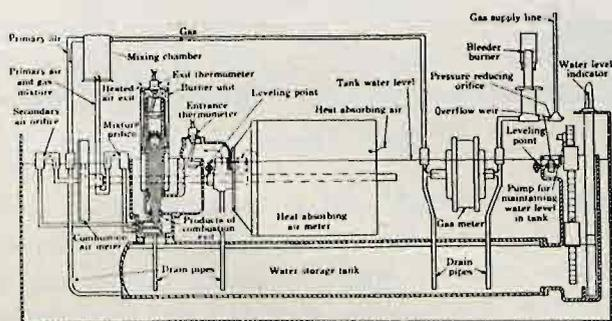 Gas
Gas supply line
Primary air
Mixing chamber
Bleeder
burner
Water level
indicator
Exit thermometer
Burner unit
Tank water level
Pressure reducing
orifice
Primary air
and gas
mixture
Heated
air exit
Entrance
thermometer
Leveling point
Heat absorbing air
Overflow weir
Secondary
air orifice
Mixture
orifice
Leveling
point
Pump for
maintaining
water level
in tank
Products of
combustion
exit
Heat absorbing
air meter
Gas meter
Combustion
air meter
Drain pipes
Water storage tank
Drain
pipes